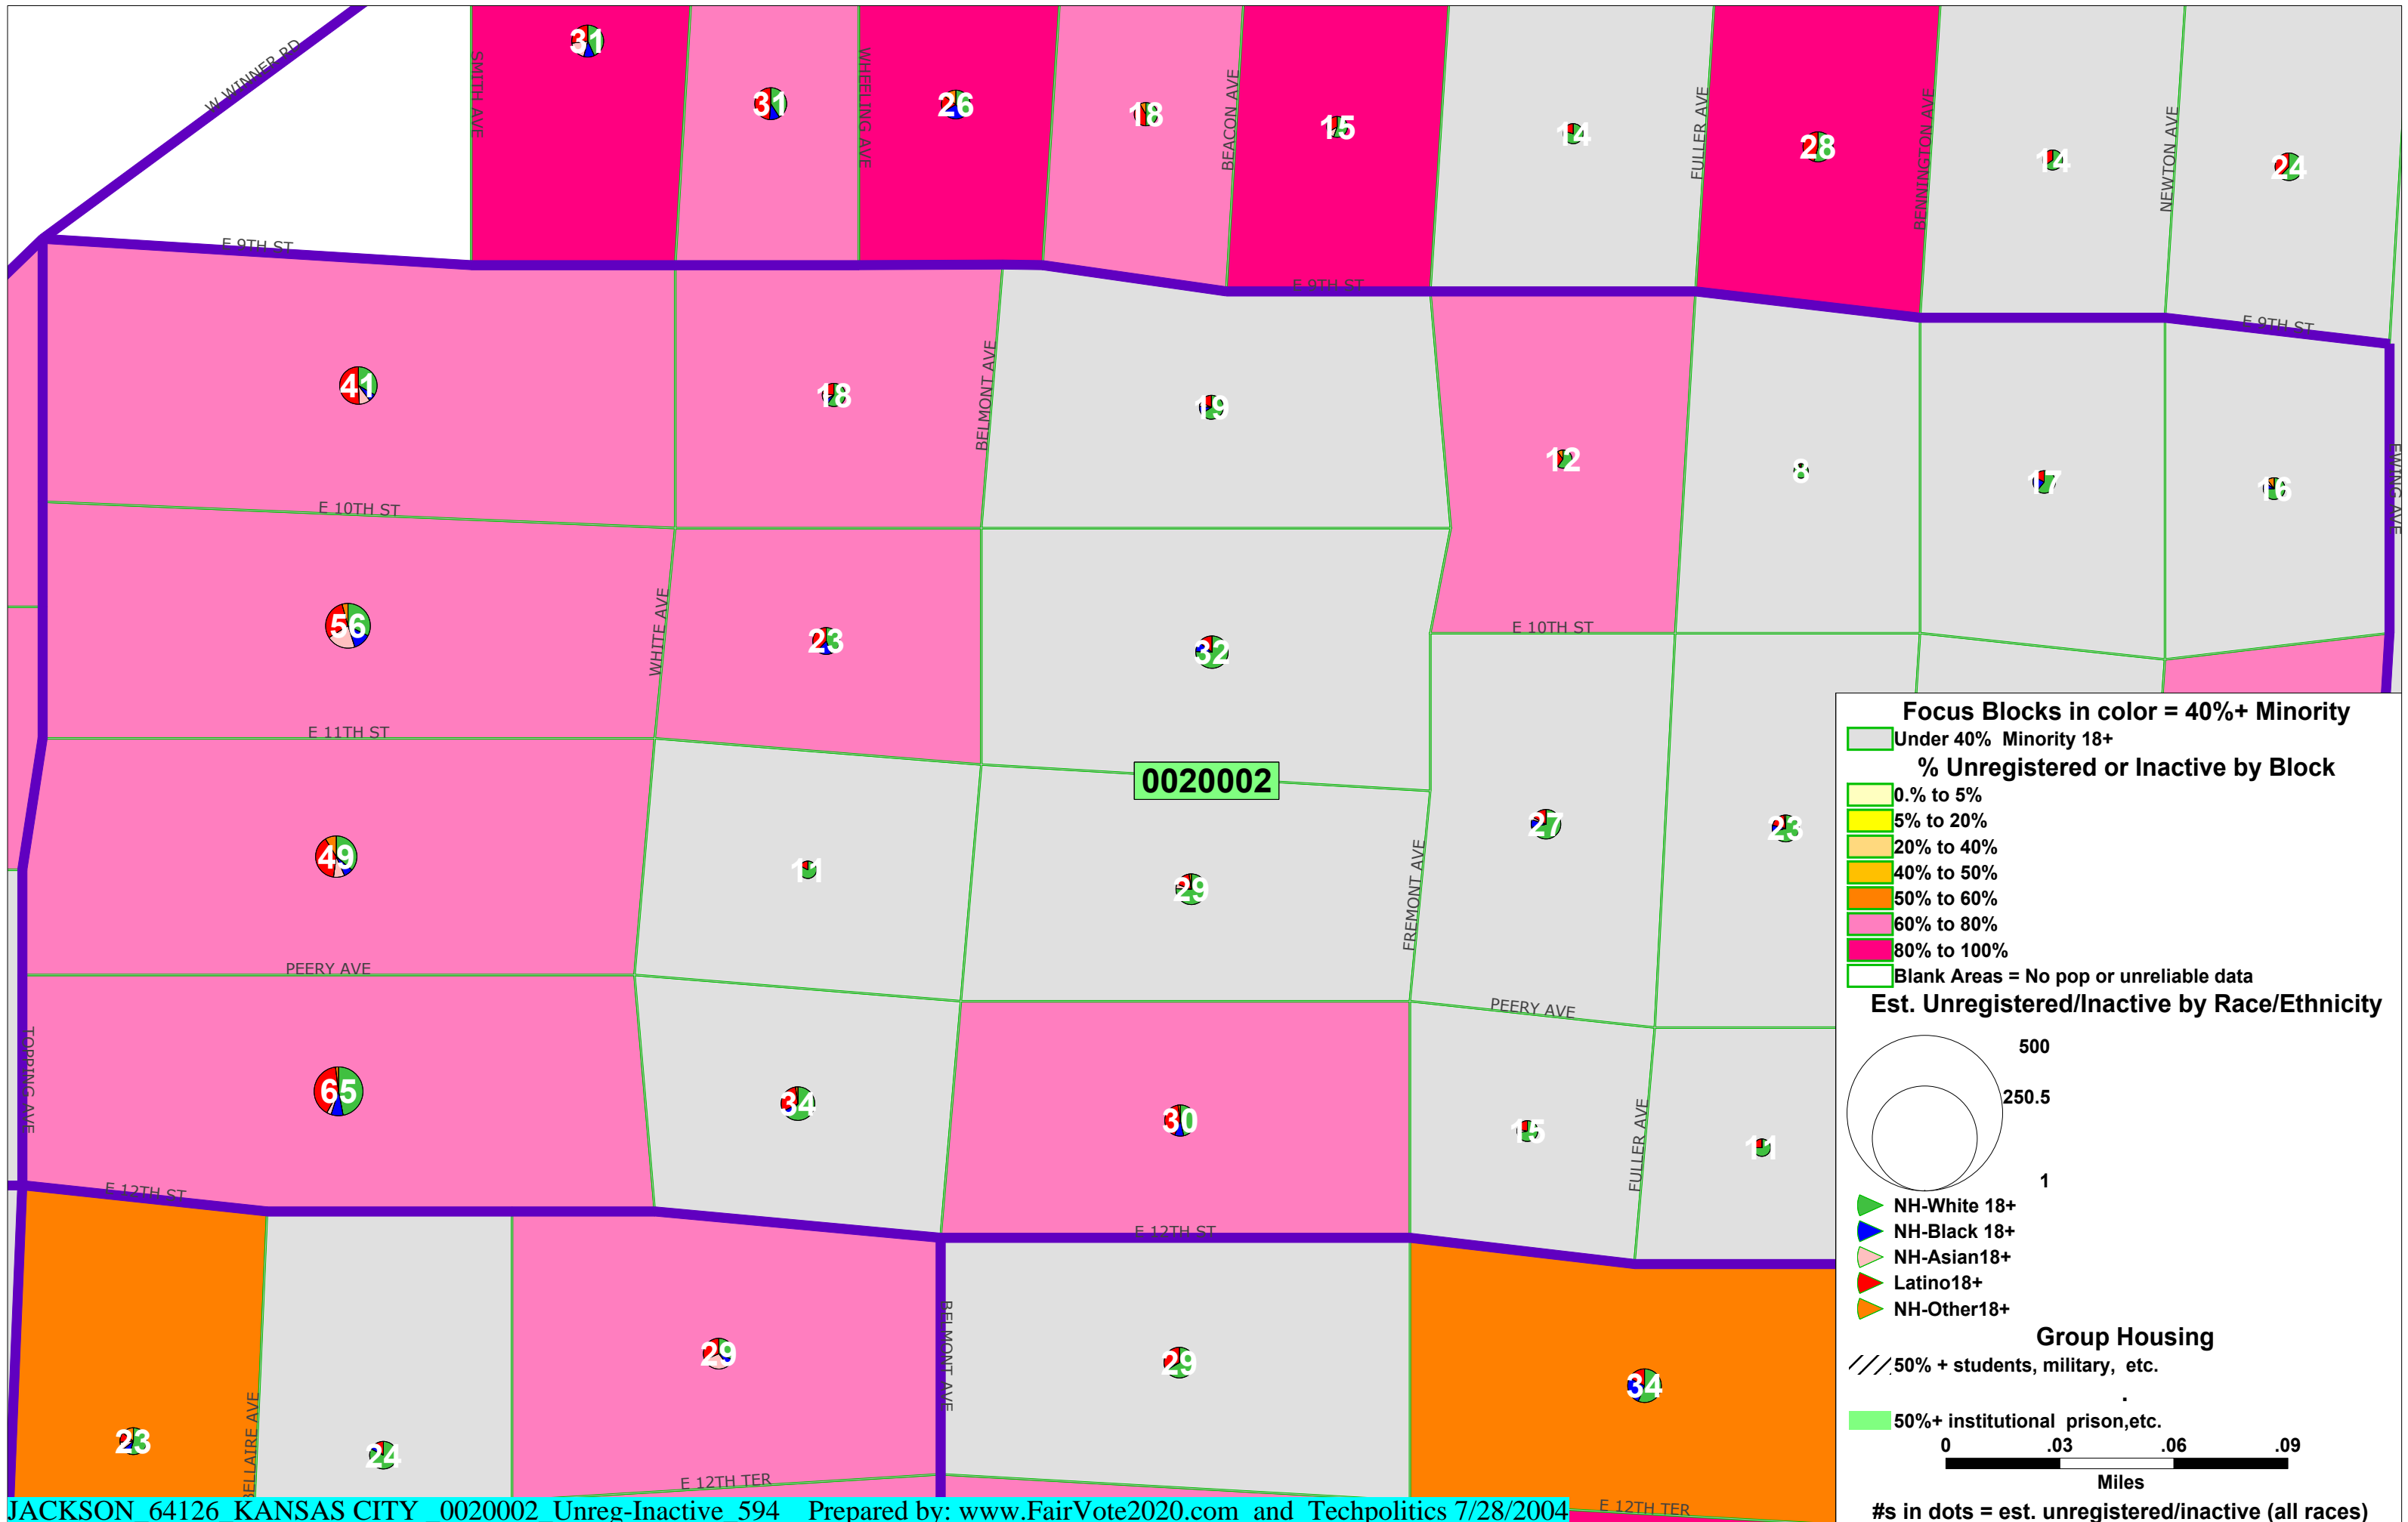 W. WINNER RD
SMITH AVE
WHEELING AVE
BEACON AVE
FULLER AVE
BENNINGTON AVE
NEWTON AVE
31
31
26
18
15
14
28
14
24
E 9TH ST
E 9TH ST
E 9TH ST
41
18
BELMONT AVE
19
12
8
17
16
EWING AVE
E 10TH ST
56
WHITE AVE
23
32
E 10TH ST
E 11TH ST
0020002
49
11
29
FREMONT AVE
27
23
PEERY AVE
PEERY AVE
TOPPING AVE
65
34
30
15
FULLER AVE
11
E 12TH ST
E 12TH ST
BELLAIRE AVE
23
24
29
BELMONT AVE
29
34
E 12TH TER
E 12TH TER
Focus Blocks in color = 40%+ Minority
Under 40% Minority 18+
% Unregistered or Inactive by Block
0.% to 5%
5% to 20%
20% to 40%
40% to 50%
50% to 60%
60% to 80%
80% to 100%
Blank Areas = No pop or unreliable data
Est. Unregistered/Inactive by Race/Ethnicity
500
250.5
1
NH-White 18+
NH-Black 18+
NH-Asian18+
Latino18+
NH-Other18+
Group Housing
50% + students, military, etc.
.
50%+ institutional prison,etc.
0 .03 .06 .09
Miles
#s in dots = est. unregistered/inactive (all races)
JACKSON 64126 KANSAS CITY 0020002 Unreg-Inactive 594 Prepared by: www.FairVote2020.com and Techpolitics 7/28/2004